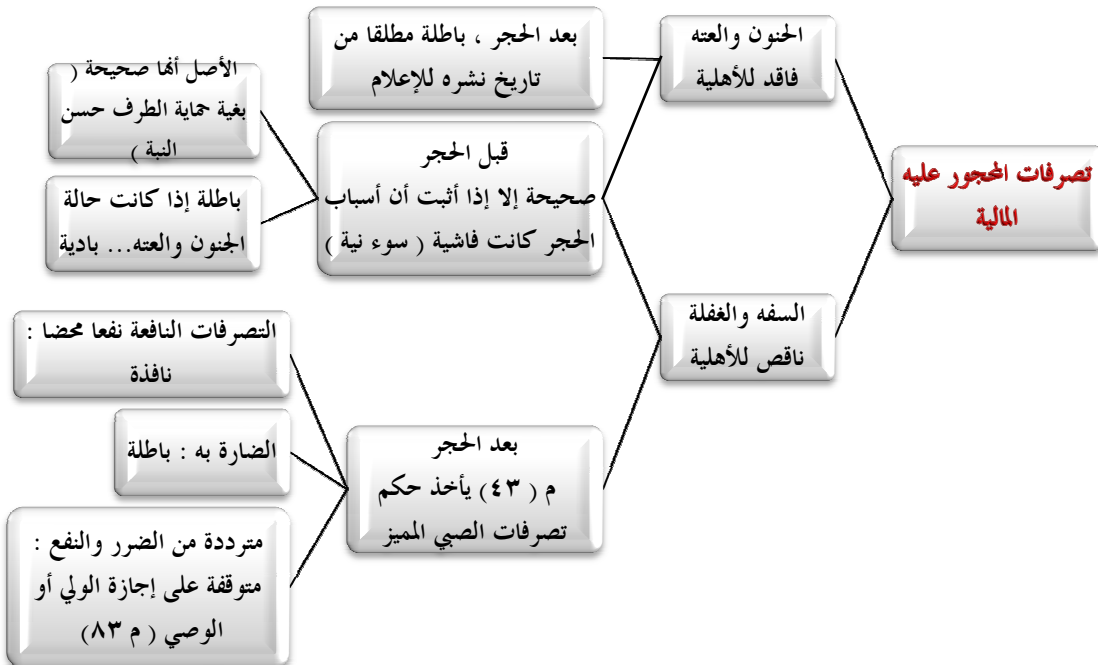 تصرفات المحجور عليه
المالية
الجنون والعته
فاقد للأهلية
بعد الحجر ، باطلة مطلقا من
تاريخ نشره للإعلام
قبل الحجر
صحيحة إلا إذا أثبت أن أسباب
الحجر كانت فاشية ( سوء نية )
الأصل أنها صحيحة (
بغية حماية الطرف حسن
النية )
باطلة إذا كانت حالة
الجنون والعته... بادية
السفه والغفلة
ناقص للأهلية
بعد الحجر
م ( ٤٣ ) يأخذ حكم
تصرفات الصبي المميز
التصرفات النافعة نفعا محضا :
نافذة
الضارة به : باطلة
مترددة من الضرر والنفع :
متوقفة على إجازة الولي أو
الوصي ( م ٨٣ )